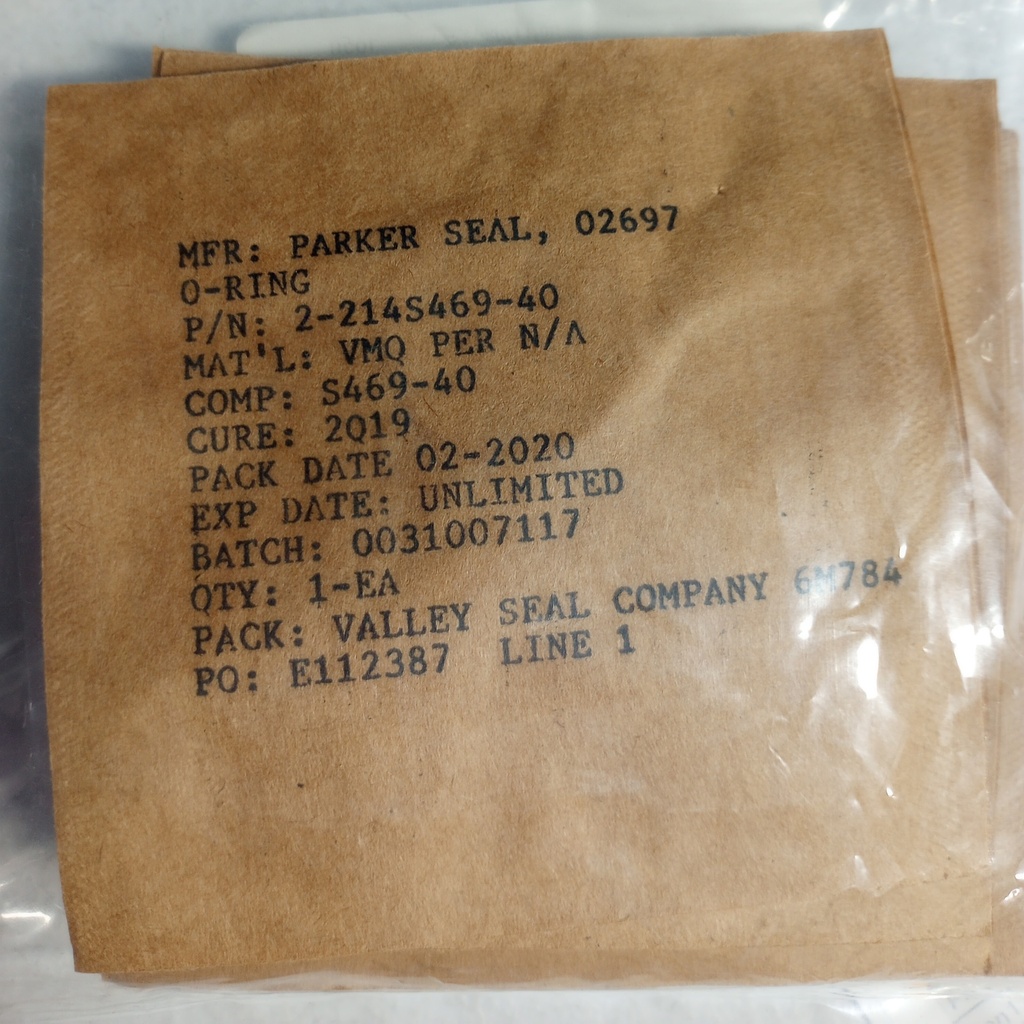 MFR: PARKER SEAL, 02697
O-RING
P/N: 2-214S469-40
MAT'L: VMQ PER N/A
COMP: S469-40
CURE: 2Q19
PACK DATE 02-2020
EXP DATE: UNLIMITED
BATCH: 0031007117
QTY: 1-EA
PACK: VALLEY SEAL COMPANY 6M784
PO: E112387 LINE 1